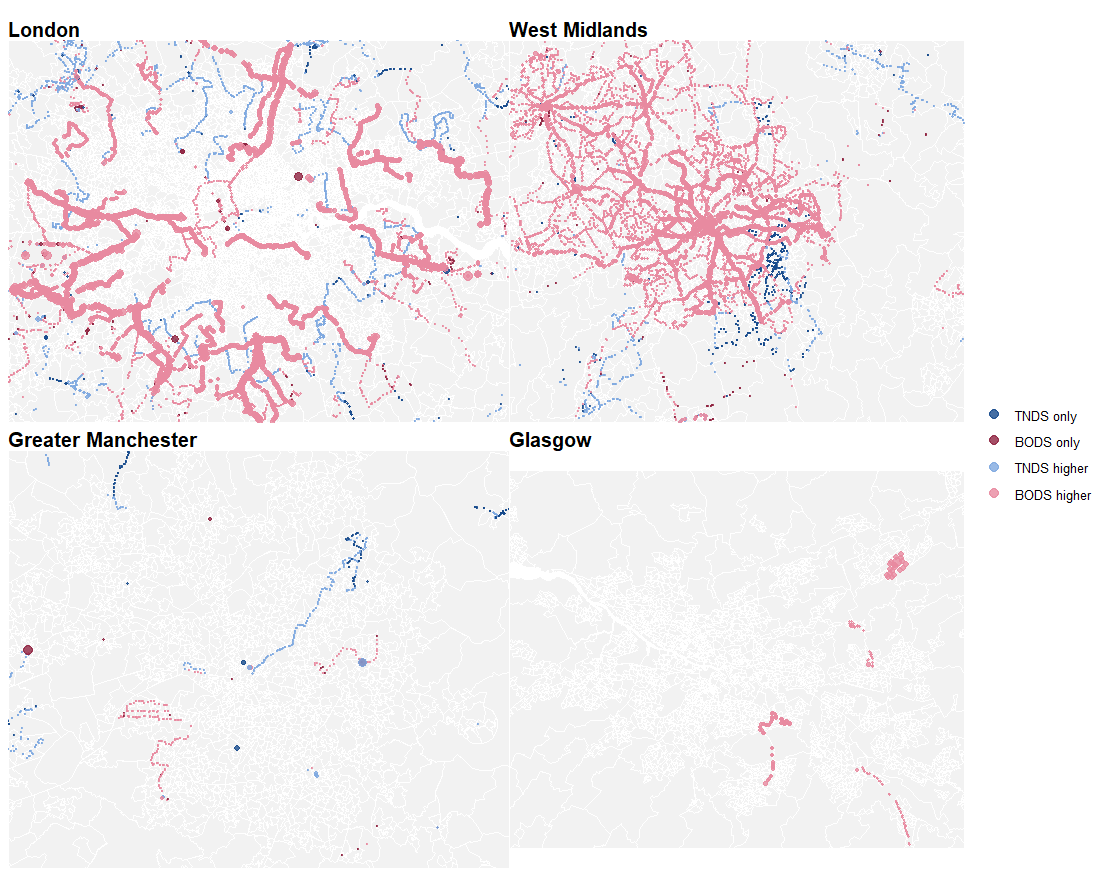 London
West Midlands
Greater Manchester
Glasgow
TNDS only
BODS only
TNDS higher
BODS higher